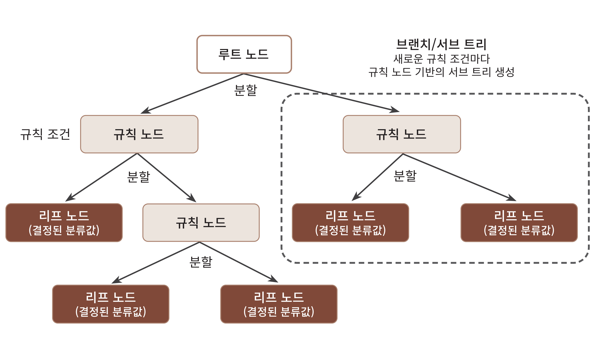 루트 노드
브랜치/서브 트리
새로운 규칙 조건마다
규칙 노드 기반의 서브 트리 생성
분할
규칙 조건
규칙 노드
규칙 노드
분할
분할
리프 노드
(결정된 분류값)
규칙 노드
리프 노드
(결정된 분류값)
리프 노드
(결정된 분류값)
분할
리프 노드
(결정된 분류값)
리프 노드
(결정된 분류값)